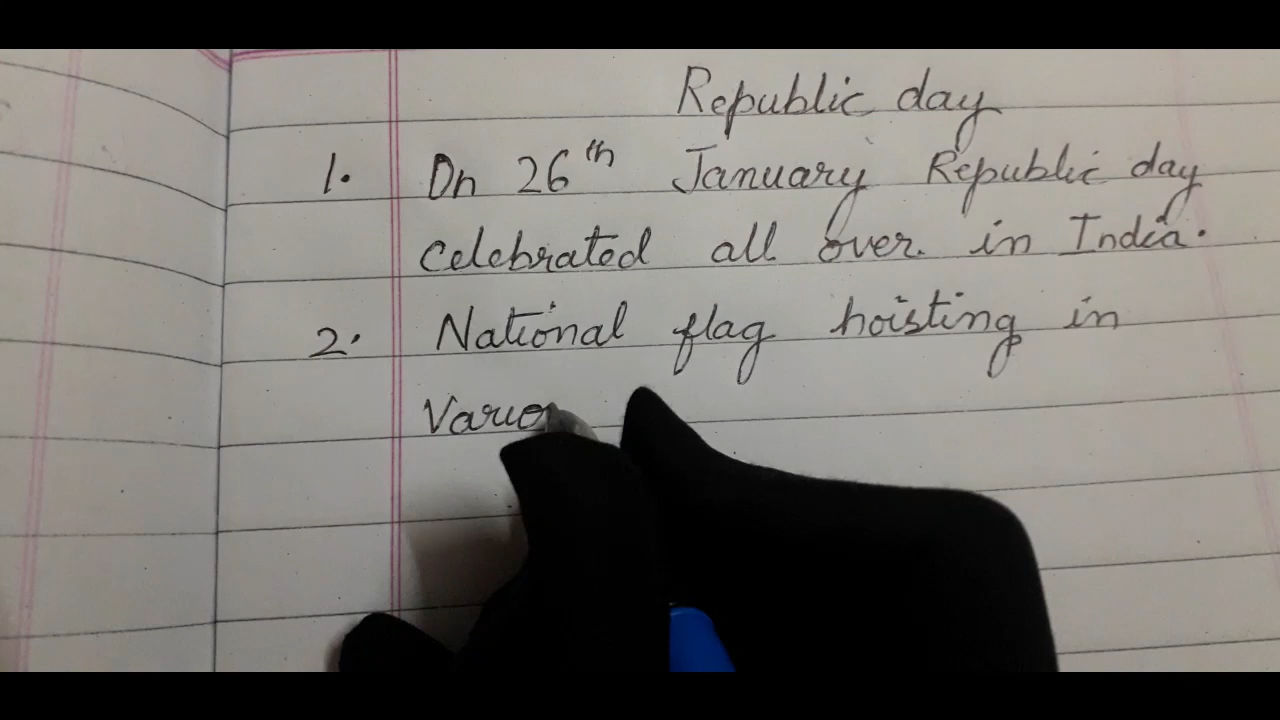 Republic day
1. On 26th January Republic day
celebrated all over. in India.
2. National flag hoisting in